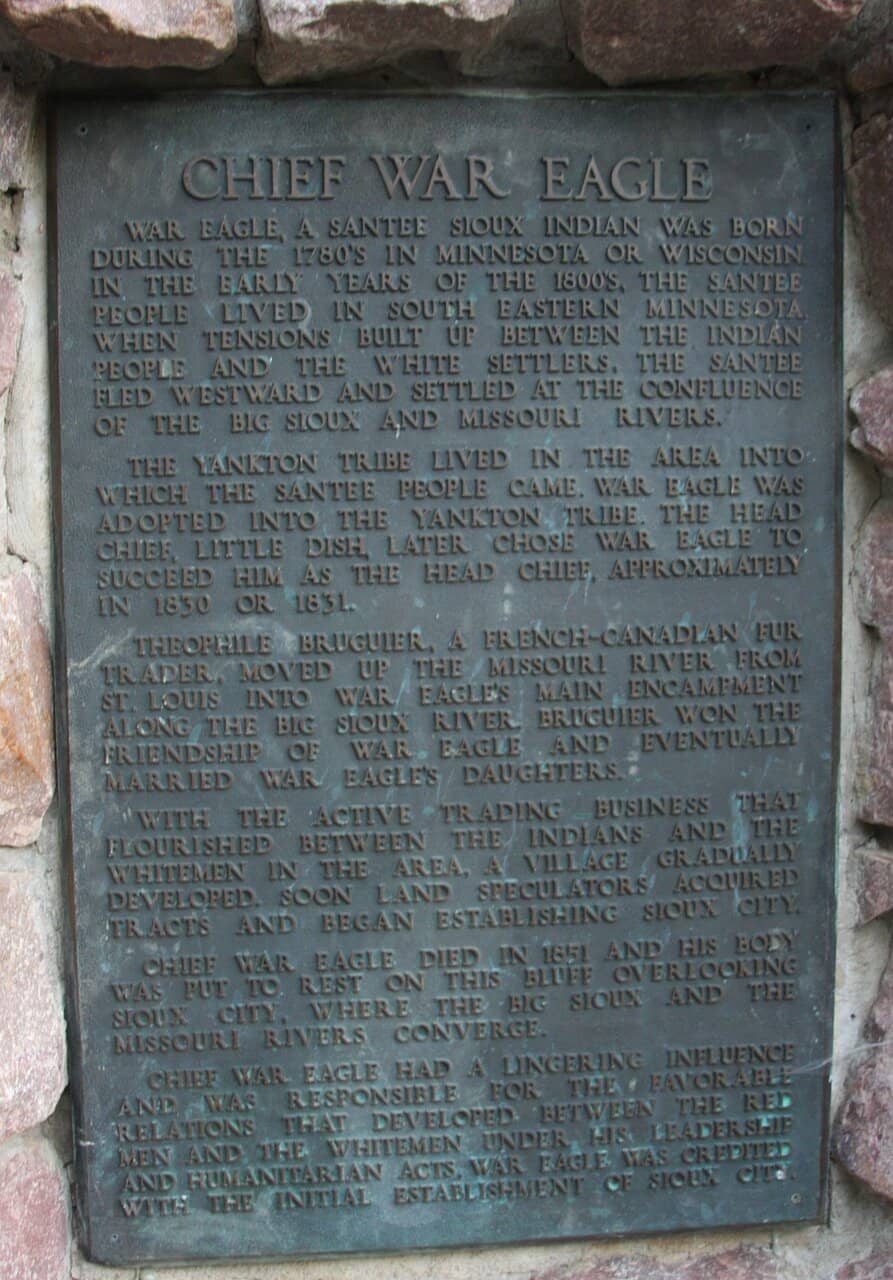 CHIEF WAR EAGLE
WAR EAGLE, A SANTEE SIOUX INDIAN WAS BORN
DURING THE 1780'S IN MINNESOTA OR WISCONSIN.
IN THE EARLY YEARS OF THE 1800'S, THE SANTEE
PEOPLE LIVED IN SOUTH EASTERN MINNESOTA.
WHEN TENSIONS BUILT UP BETWEEN THE INDIAN
PEOPLE AND THE WHITE SETTLERS, THE SANTEE
FLED WESTWARD AND SETTLED AT THE CONFLUENCE
OF THE BIG SIOUX AND MISSOURI RIVERS.
THE YANKTON TRIBE LIVED IN THE AREA INTO
WHICH THE SANTEE PEOPLE CAME. WAR EAGLE WAS
ADOPTED INTO THE YANKTON TRIBE. THE HEAD
CHIEF, LITTLE DISH, LATER CHOSE WAR EAGLE TO
SUCCEED HIM AS THE HEAD CHIEF, APPROXIMATELY
IN 1830 OR 1831.
THEOPHILE BRUGUIER, A FRENCH-CANADIAN FUR
TRADER, MOVED UP THE MISSOURI RIVER FROM
ST. LOUIS INTO WAR EAGLE'S MAIN ENCAMPMENT
ALONG THE BIG SIOUX RIVER. BRUGUIER WON THE
FRIENDSHIP OF WAR EAGLE AND EVENTUALLY
MARRIED WAR EAGLE'S DAUGHTERS.
WITH THE ACTIVE TRADING BUSINESS THAT
FLOURISHED BETWEEN THE INDIANS AND THE
WHITEMEN IN THE AREA, A VILLAGE GRADUALLY
DEVELOPED. SOON LAND SPECULATORS ACQUIRED
TRACTS AND BEGAN ESTABLISHING SIOUX CITY.
CHIEF WAR EAGLE DIED IN 1851 AND HIS BODY
WAS PUT TO REST ON THIS BLUFF OVERLOOKING
SIOUX CITY, WHERE THE BIG SIOUX AND THE
MISSOURI RIVERS CONVERGE.
CHIEF WAR EAGLE HAD A LINGERING INFLUENCE
AND WAS RESPONSIBLE FOR THE FAVORABLE
RELATIONS THAT DEVELOPED BETWEEN THE RED
MEN AND THE WHITEMEN UNDER HIS LEADERSHIP
AND HUMANITARIAN ACTS. WAR EAGLE WAS CREDITED
WITH THE INITIAL ESTABLISHMENT OF SIOUX CITY.